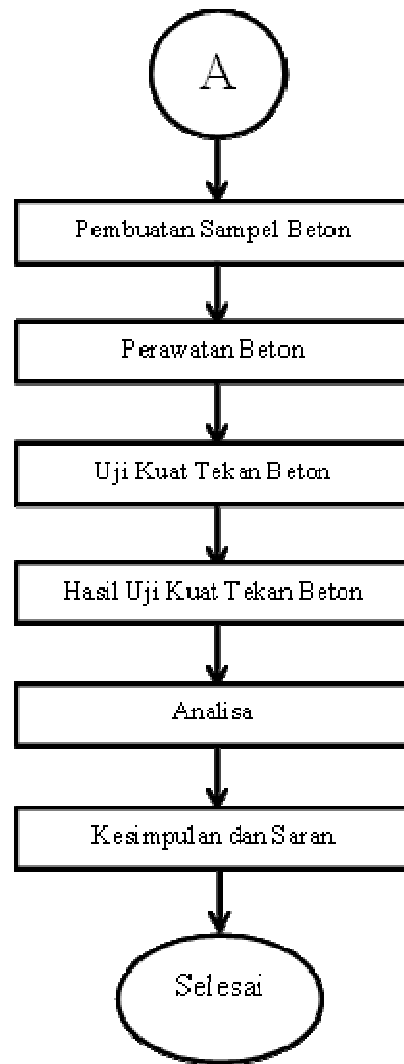 A
Pembuatan Sampel Beton
Perawatan Beton
Uji Kuat Tekan Beton
Hasil Uji Kuat Tekan Beton
Analisa
Kesimpulan dan Saran
Selesai